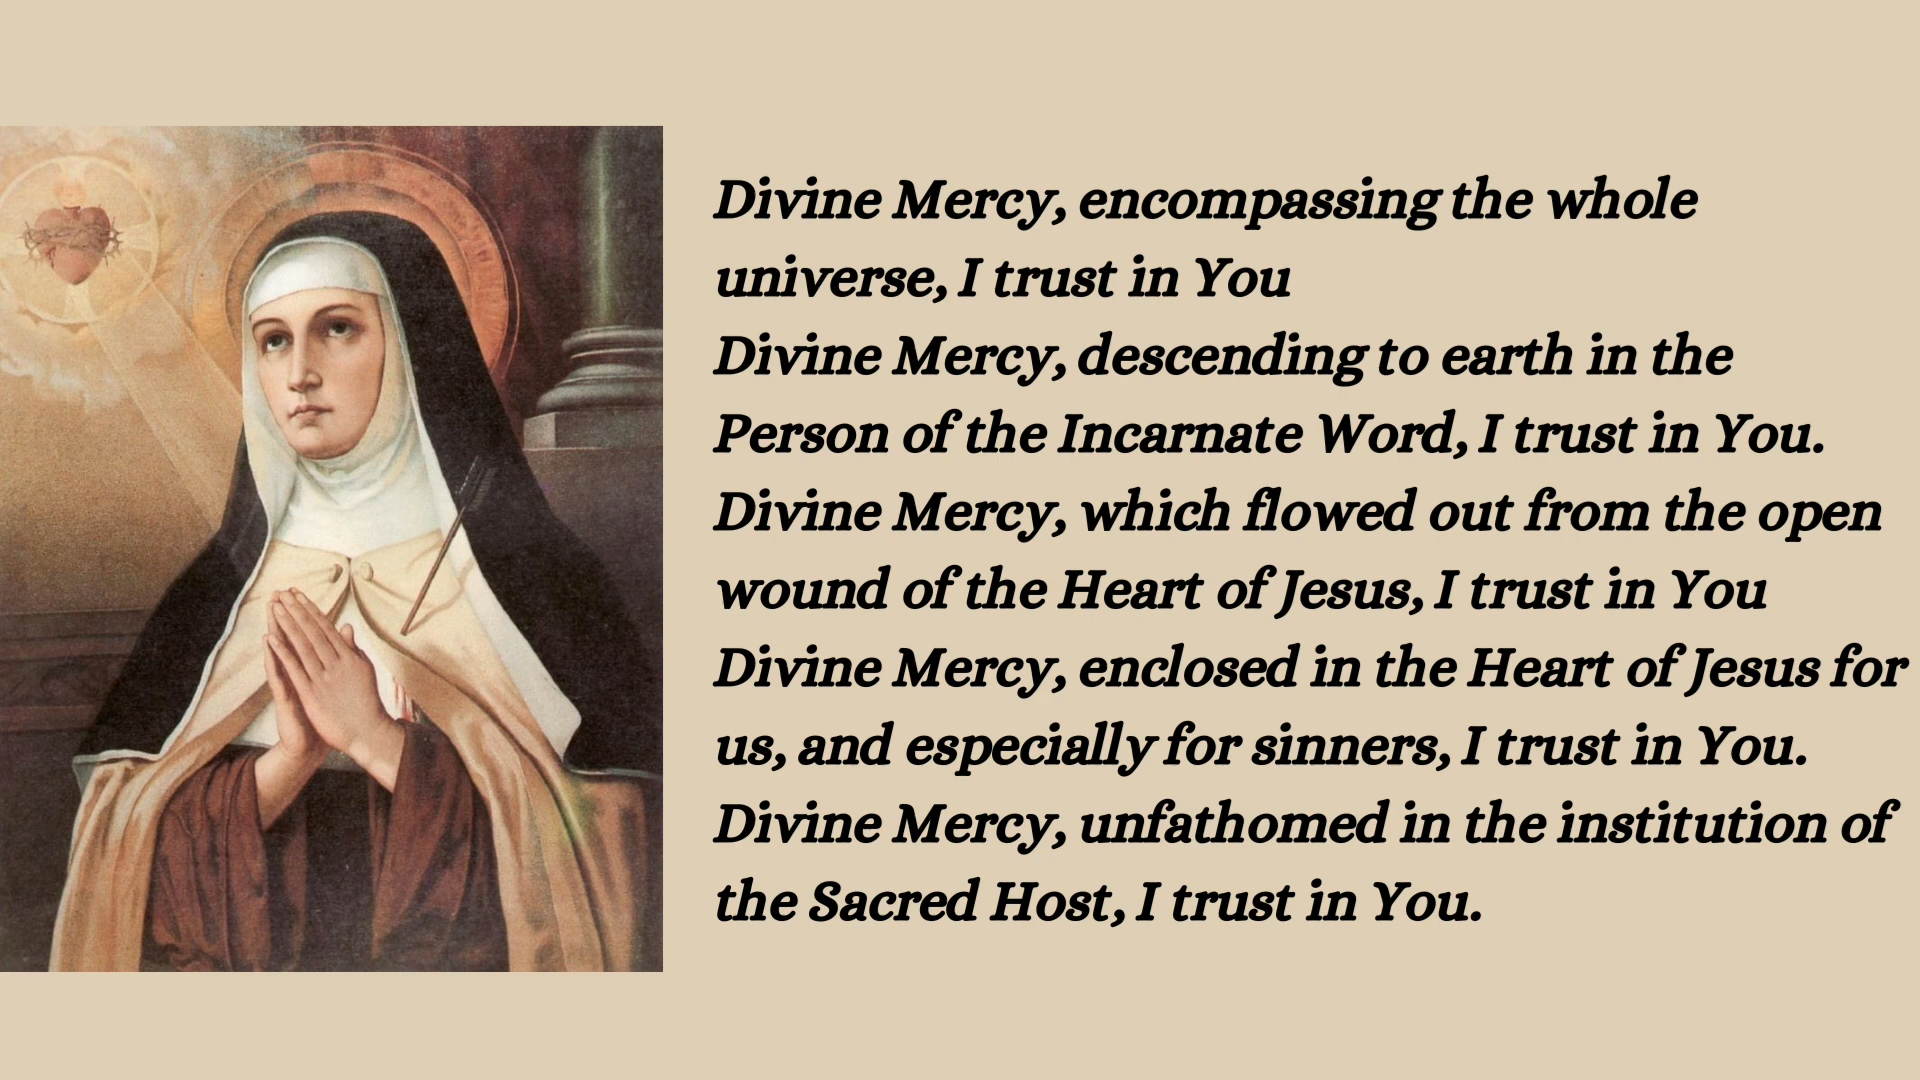 Divine Mercy, encompassing the whole
universe, I trust in You
Divine Mercy, descending to earth in the
Person of the Incarnate Word, I trust in You.
Divine Mercy, which flowed out from the open
wound of the Heart of Jesus, I trust in You
Divine Mercy, enclosed in the Heart of Jesus for
us, and especially for sinners, I trust in You.
Divine Mercy, unfathomed in the institution of
the Sacred Host, I trust in You.